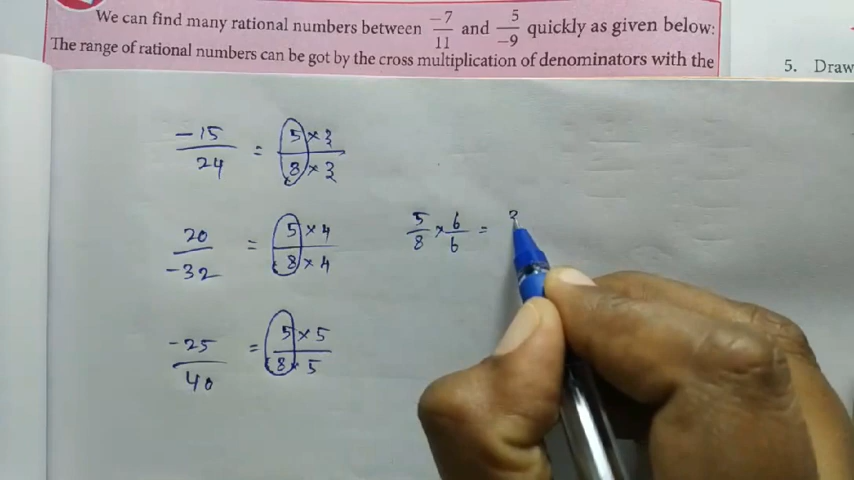 We can find many rational numbers between -7/11 and 5/-9 quickly as given below:
The range of rational numbers can be got by the cross multiplication of denominators with the
5. Draw
-15/24 = 5×3/8×3
20/-32 = 5×4/8×4
5/8 × 6/6 = 3
-25/40 = 5×5/8×5